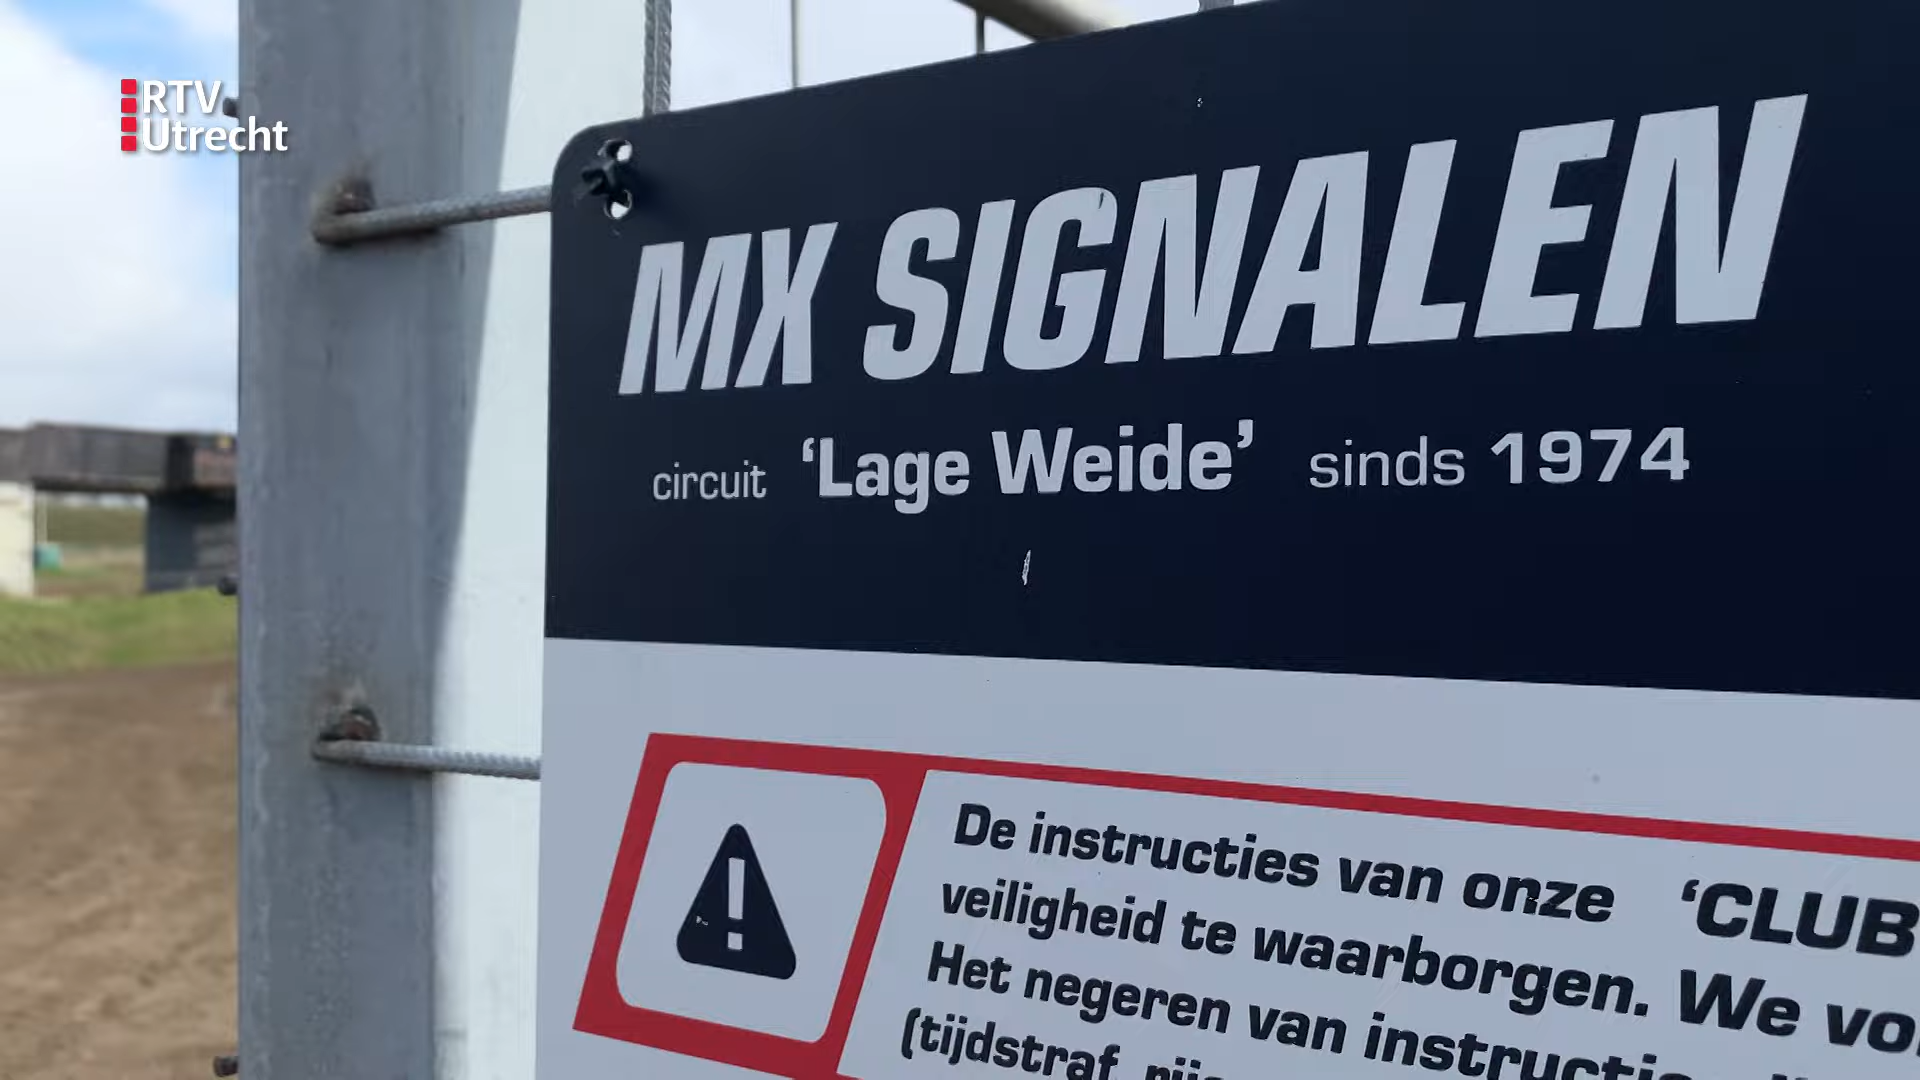 RTV
Utrecht
MX SIGNALEN
circuit 'Lage Weide' sinds 1974
De instructies van onze 'CLUB
veiligheid te waarborgen. We vo
Het negeren van instructi
(tijdstraf, rij